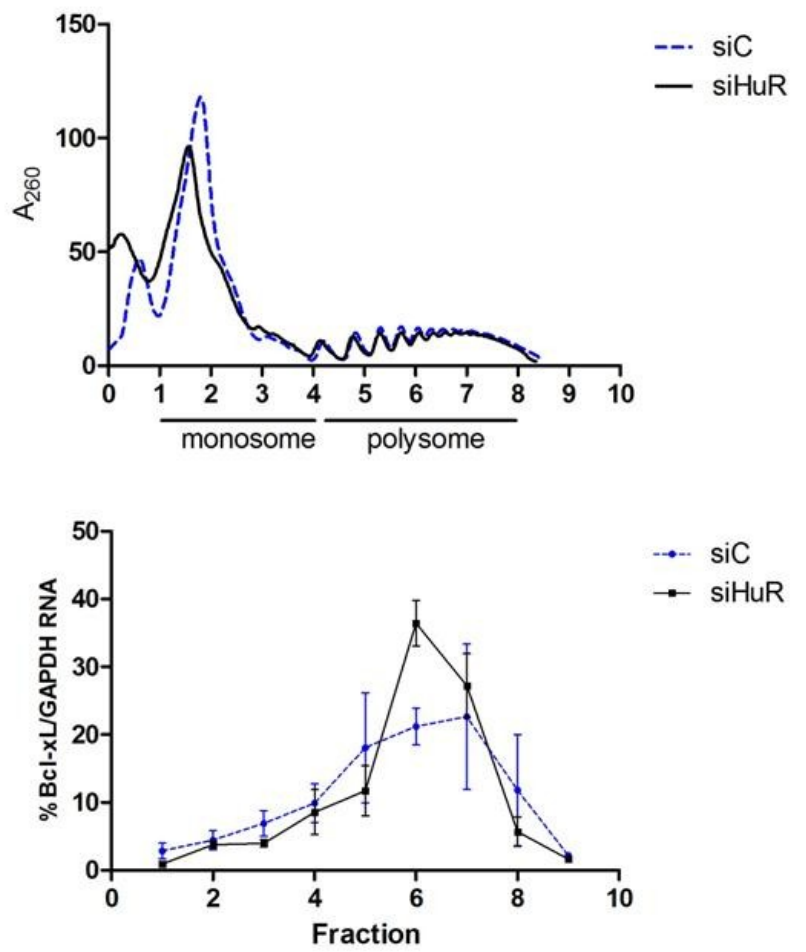 150
siC
siHuR
100
A260
50
0
0 1 2 3 4 5 6 7 8 9 10
monosome polysome
50
siC
siHuR
40
% Bcl-xL/GAPDH RNA
30
20
10
0
0 2 4 6 8 10
Fraction